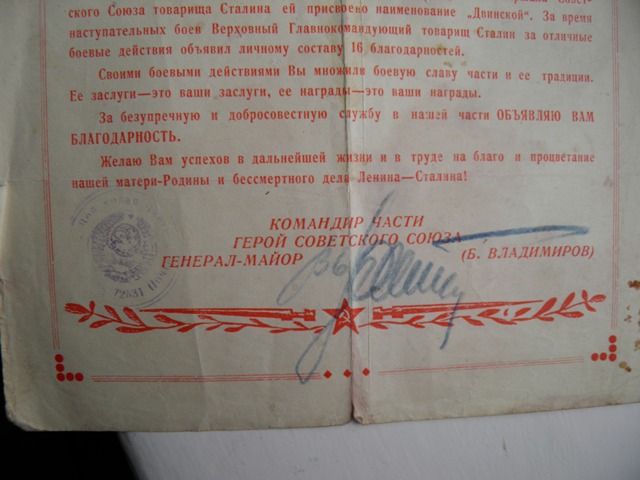 ского Союза товарища Сталина ей присвоено наименование „Двинской". За время
наступательных боев Верховный Главнокомандующий товарищ Сталин за отличные
боевые действия объявил личному составу 16 благодарностей.
Своими боевыми действиями Вы множили боевую славу части и ее традиции.
Ее заслуги—это ваши заслуги, ее награды—это ваши награды.
За безупречную и добросовестную службу в нашей части ОБЪЯВЛЯЮ ВАМ
БЛАГОДАРНОСТЬ.
Желаю Вам успехов в дальнейшей жизни и в труде на благо и процветание
нашей матери-Родины и бессмертного дела Ленина—Сталина!
КОМАНДИР ЧАСТИ
ГЕРОЙ СОВЕТСКОГО СОЮЗА
ГЕНЕРАЛ-МАЙОР (Б. ВЛАДИМИРОВ)